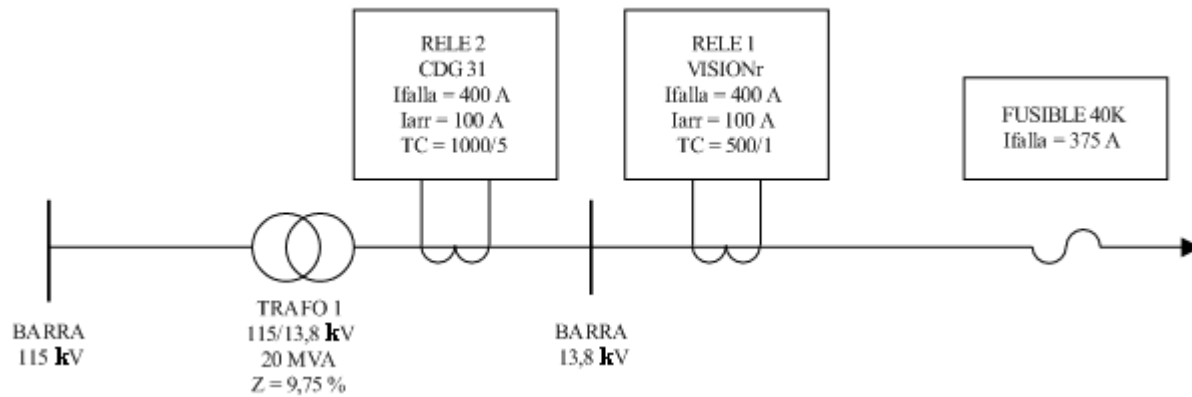 RELE 2
CDG 31
Ifalla = 400 A
Iarr = 100 A
TC = 1000/5
RELE 1
VISIONr
Ifalla = 400 A
Iarr = 100 A
TC = 500/1
FUSIBLE 40K
Ifalla = 375 A
BARRA
115 kV
TRAFO 1
115/13,8 kV
20 MVA
Z = 9,75 %
BARRA
13,8 kV